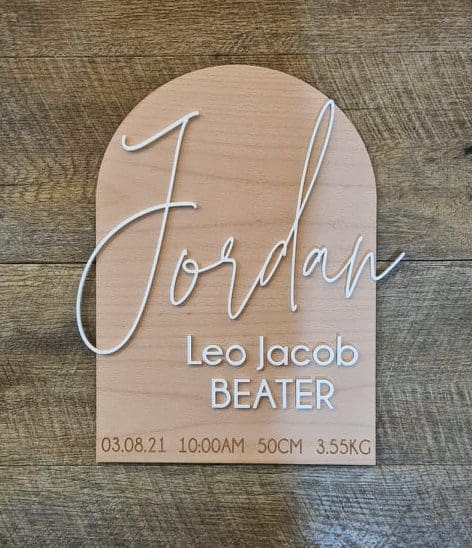 Jordan
Leo Jacob
BEATER
03.08.21 10:00AM 50CM 3.55KG